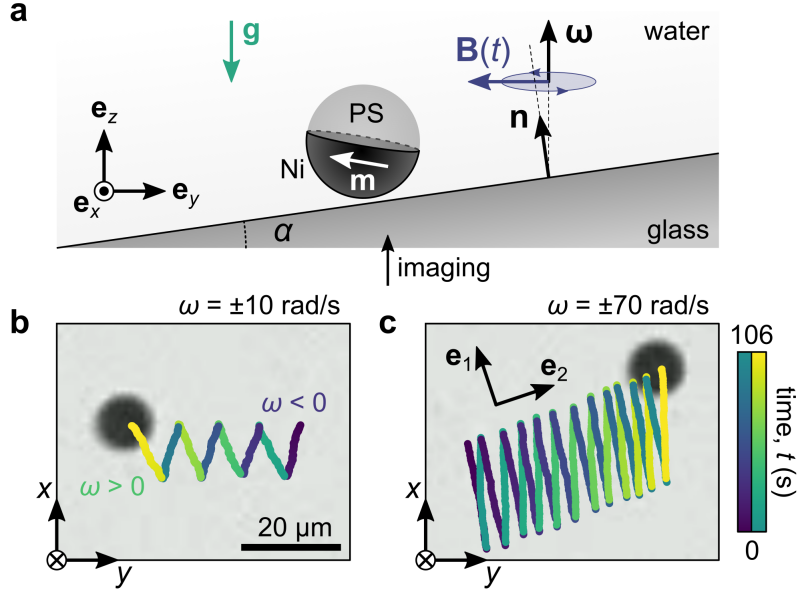 a
g
ω
water
B(t)
e_z
PS
n
Ni
m
e_y
e_x
α
glass
imaging
b
ω = ±10 rad/s
c
ω = ±70 rad/s
106
e_1
e_2
ω < 0
ω > 0
time, t (s)
x
20 µm
x
0
y
y